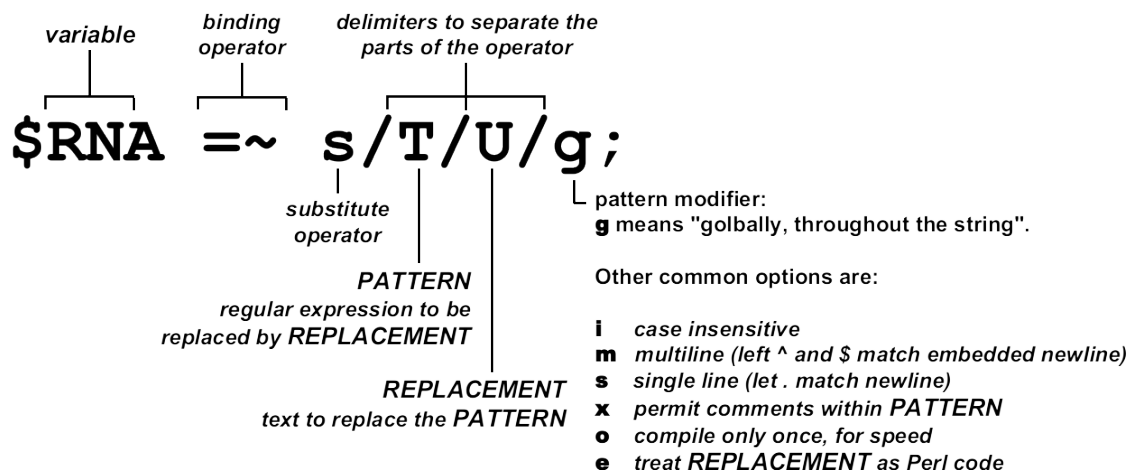 variable
binding
operator
delimiters to separate the
parts of the operator
$RNA =~ s/T/U/g;
substitute
operator
pattern modifier:
g means "golbally, throughout the string".
PATTERN
regular expression to be
replaced by REPLACEMENT
REPLACEMENT
text to replace the PATTERN
Other common options are:
i case insensitive
m multiline (left ^ and $ match embedded newline)
s single line (let . match newline)
x permit comments within PATTERN
o compile only once, for speed
e treat REPLACEMENT as Perl code